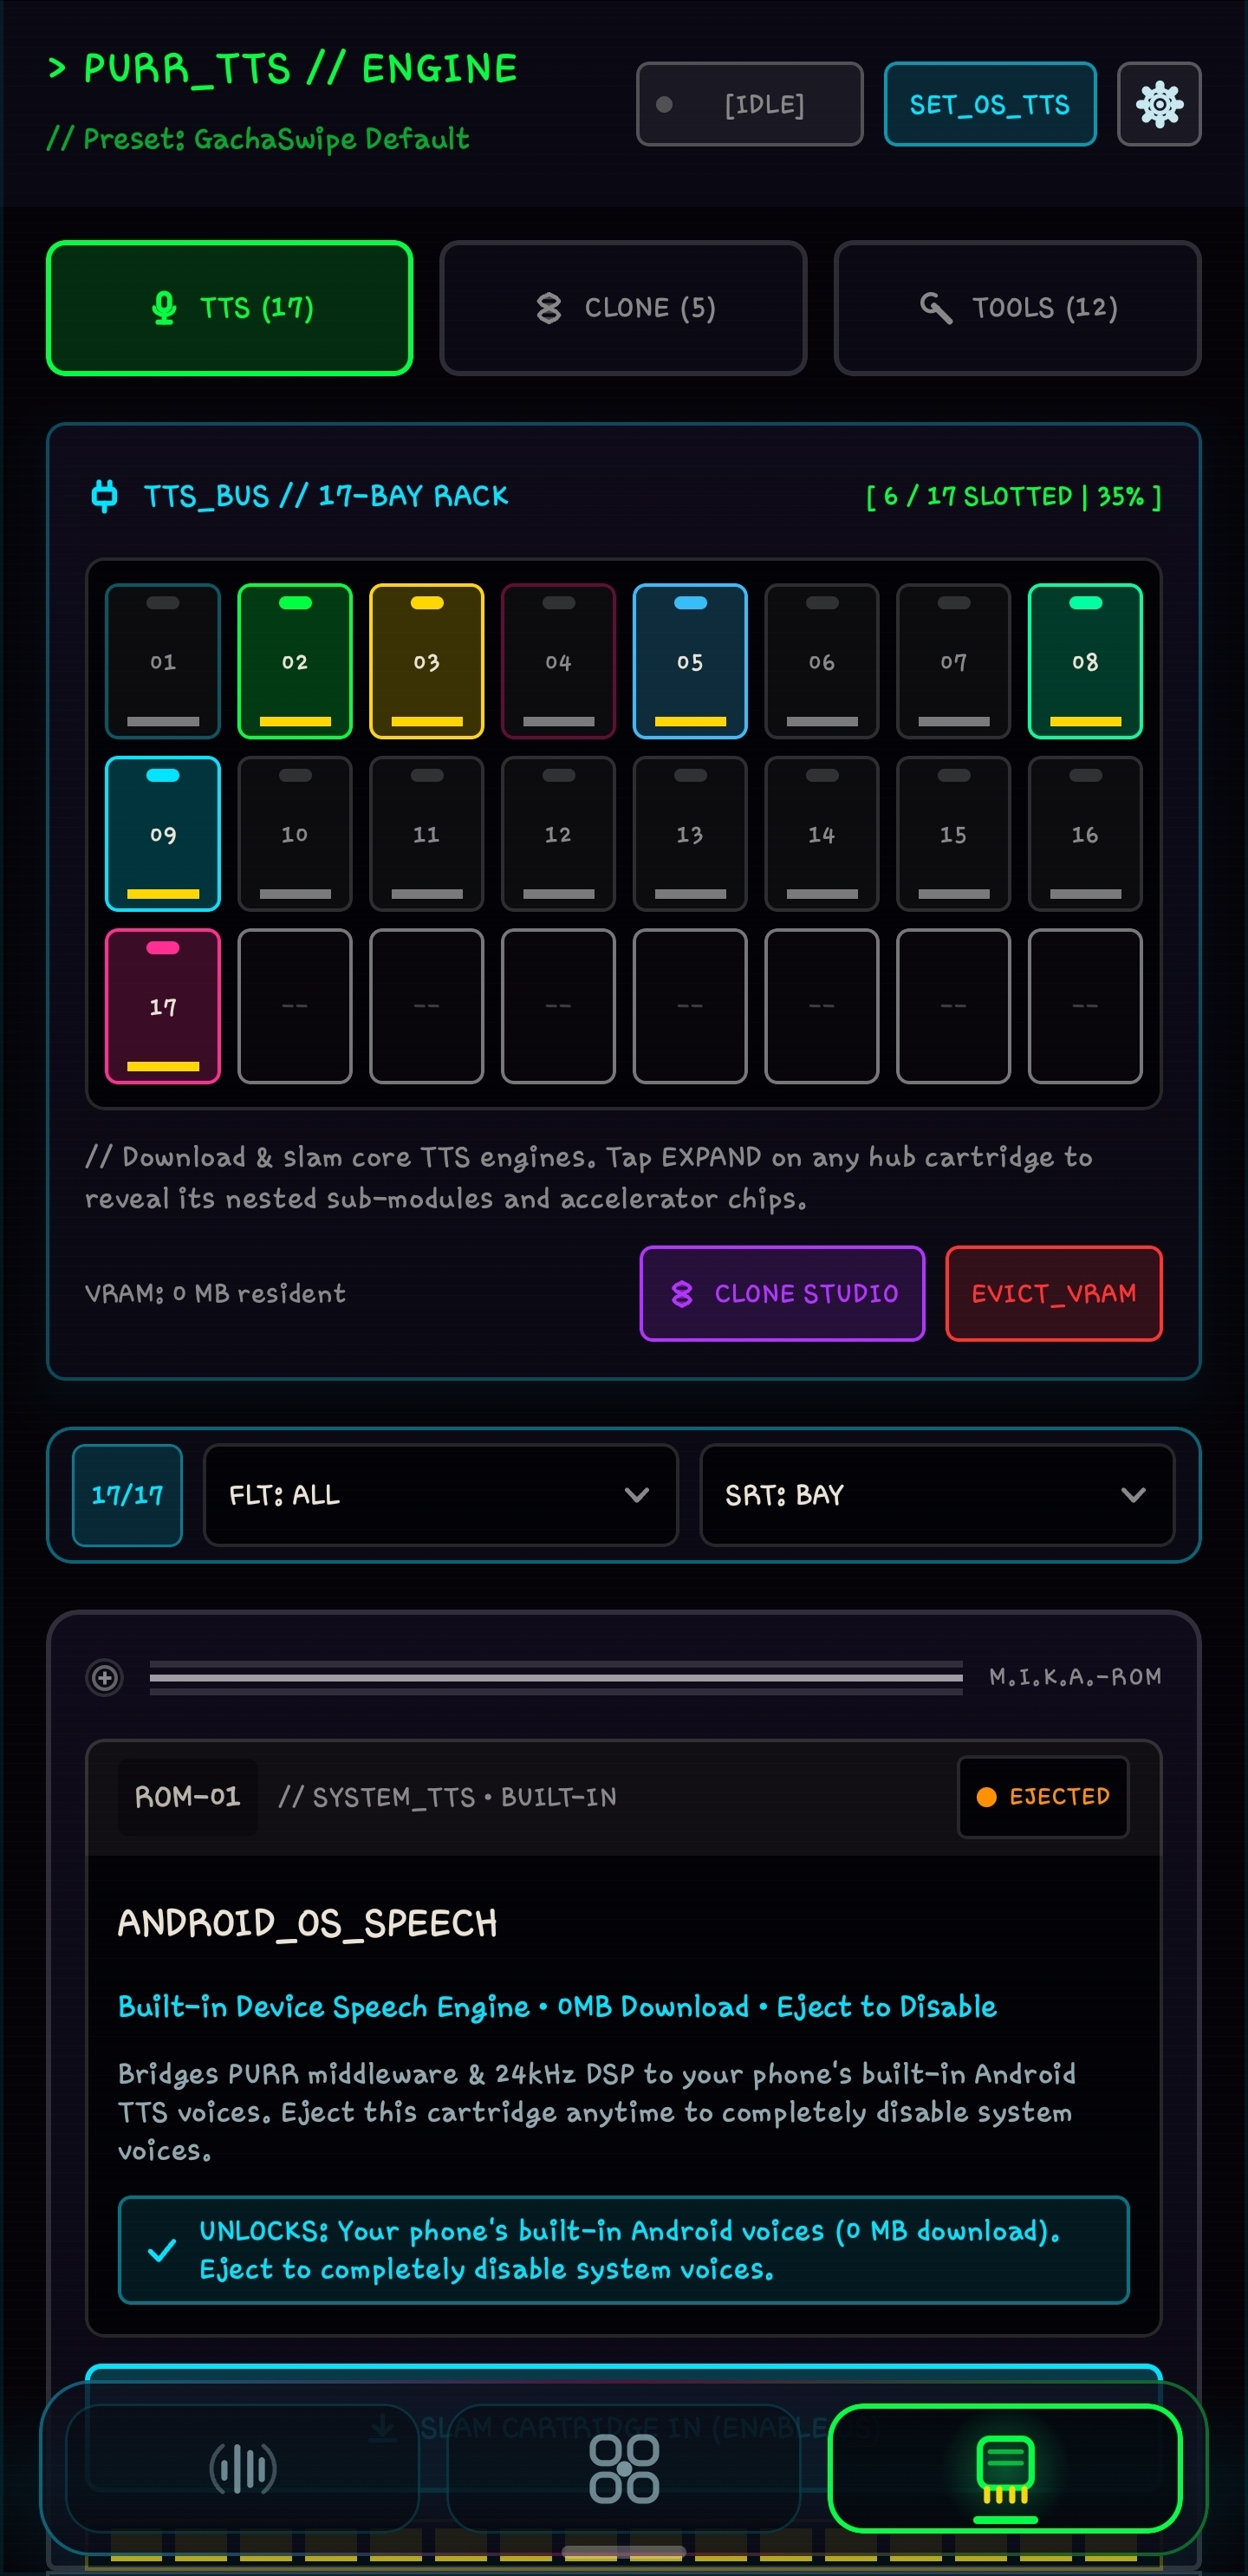 > PURR_TTS // ENGINE
// Preset: GachaSwipe Default
[IDLE]
SET_OS_TTS
TTS (17)
CLONE (5)
TOOLS (12)
TTS_BUS // 17-BAY RACK
[ 6 / 17 SLOTTED | 35% ]
01 02 03 04 05 06 07 08
09 10 11 12 13 14 15 16
17 -- -- -- -- -- -- --
// Download & slam core TTS engines. Tap EXPAND on any hub cartridge to
reveal its nested sub-modules and accelerator chips.
VRAM: 0 MB resident
CLONE STUDIO
EVICT_VRAM
17/17
FLT: ALL
SRT: BAY
M.I.K.A.-ROM
ROM-01
// SYSTEM_TTS • BUILT-IN
EJECTED
ANDROID_OS_SPEECH
Built-in Device Speech Engine • 0MB Download • Eject to Disable
Bridges PURR middleware & 24kHz DSP to your phone's built-in Android
TTS voices. Eject this cartridge anytime to completely disable system
voices.
UNLOCKS: Your phone's built-in Android voices (0 MB download).
Eject to completely disable system voices.
SLAM CARTRIDGE IN (ENABLE